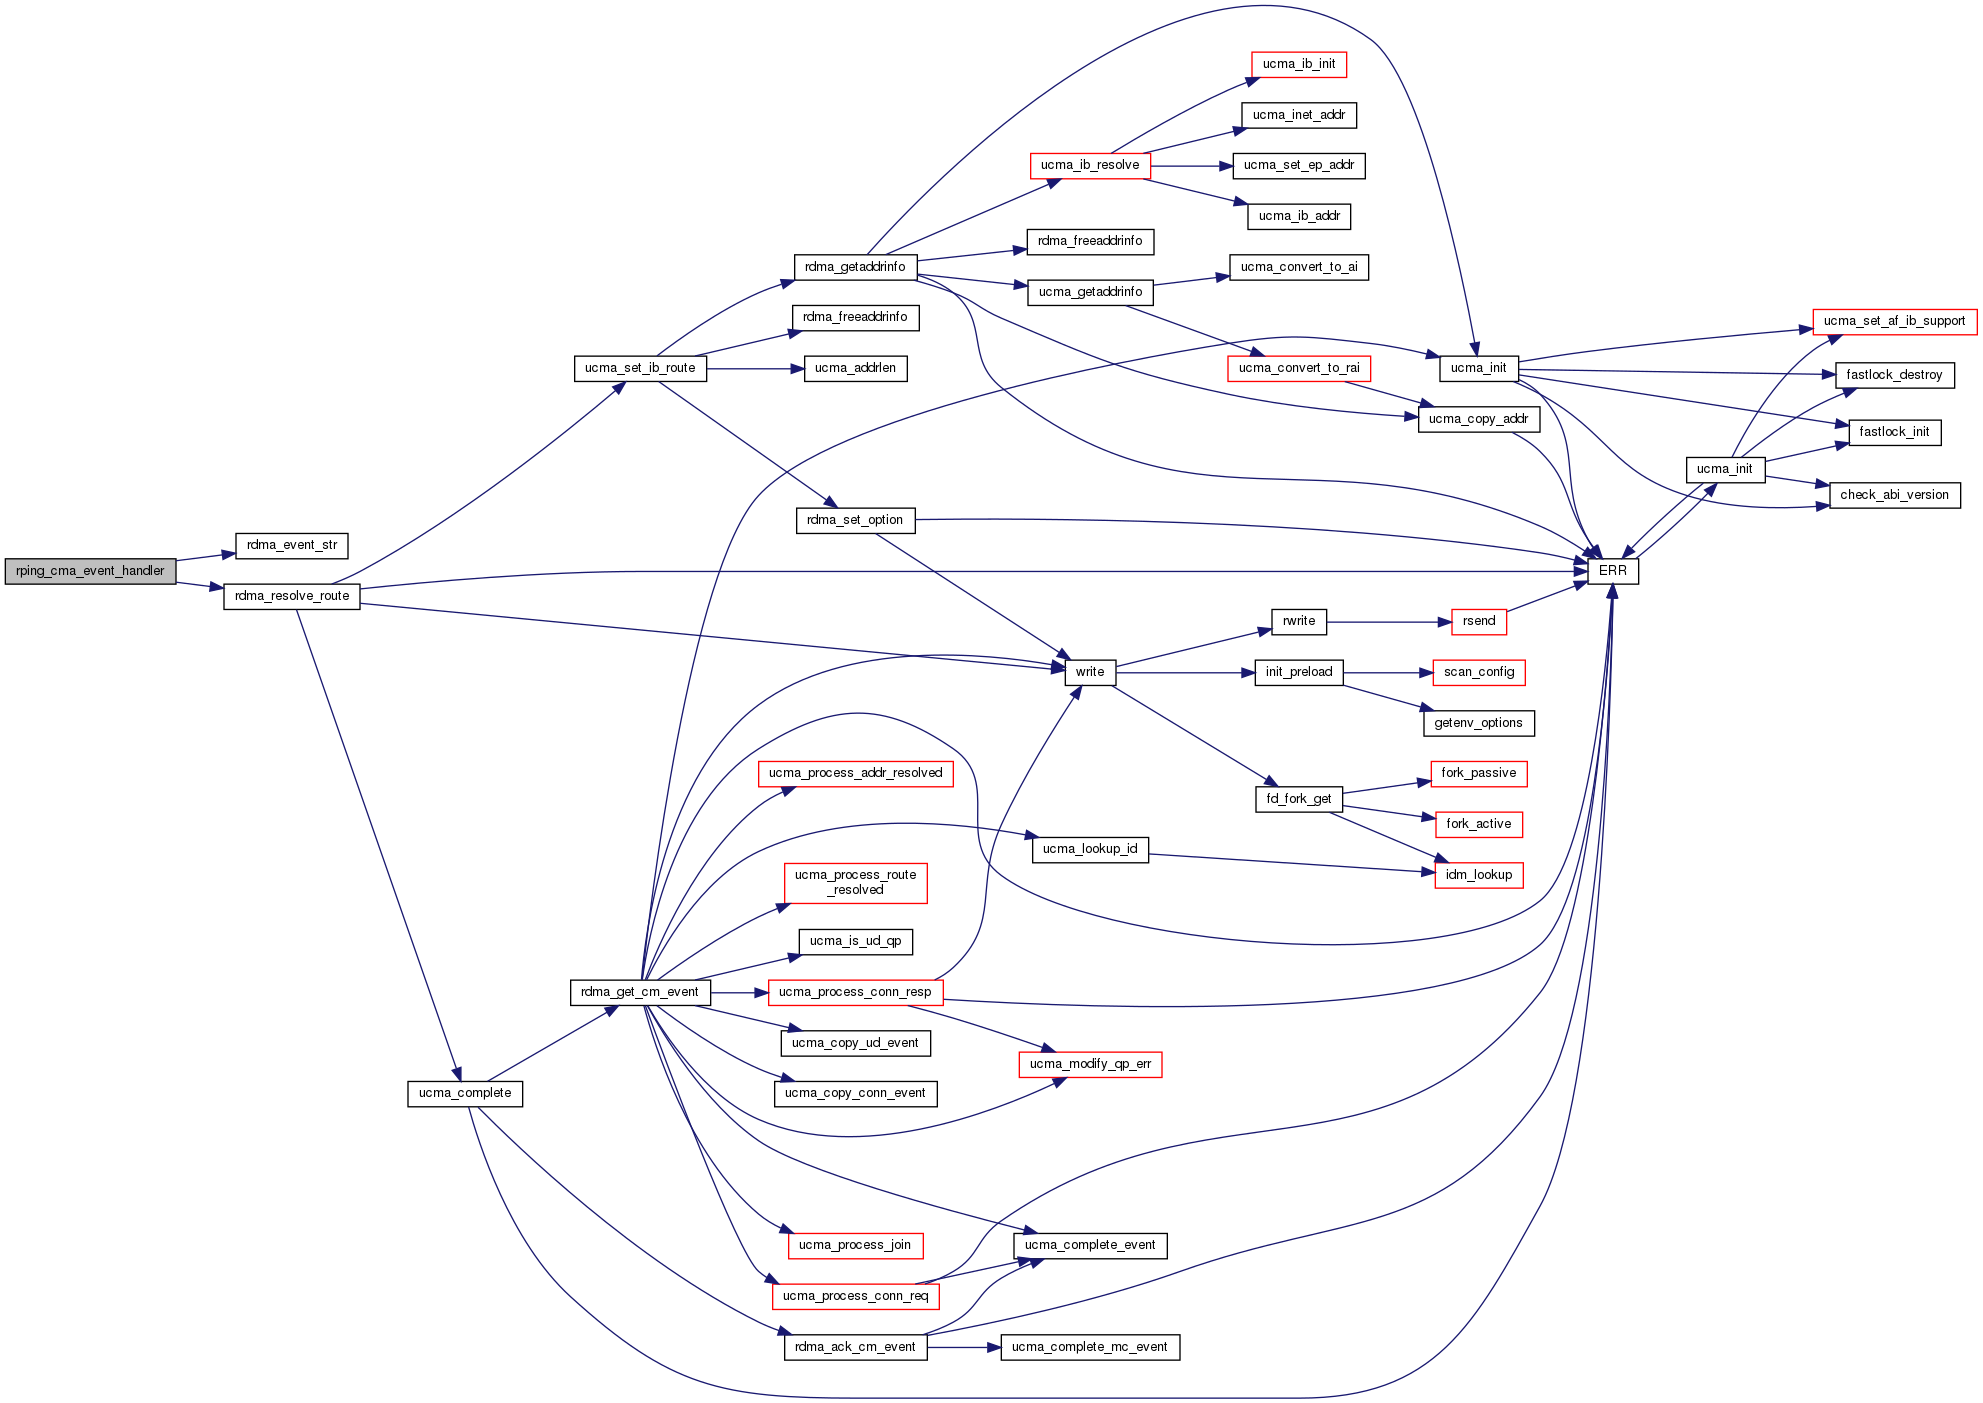 ucma_ib_init
ucma_inet_addr
ucma_ib_resolve
ucma_set_ep_addr
ucma_ib_addr
rdma_freeaddrinfo
rdma_getaddrinfo
ucma_convert_to_ai
ucma_getaddrinfo
rdma_freeaddrinfo
ucma_set_af_ib_support
ucma_set_ib_route
ucma_addrlen
ucma_convert_to_rai
ucma_init
fastlock_destroy
ucma_copy_addr
fastlock_init
ucma_init
check_abi_version
rdma_set_option
rdma_event_str
rping_cma_event_handler
ERR
rdma_resolve_route
rwrite
rsend
write
init_preload
scan_config
getenv_options
ucma_process_addr_resolved
fork_passive
fd_fork_get
fork_active
ucma_lookup_id
idm_lookup
ucma_process_route
_resolved
ucma_is_ud_qp
rdma_get_cm_event
ucma_process_conn_resp
ucma_copy_ud_event
ucma_modify_qp_err
ucma_complete
ucma_copy_conn_event
ucma_process_join
ucma_complete_event
ucma_process_conn_req
rdma_ack_cm_event
ucma_complete_mc_event